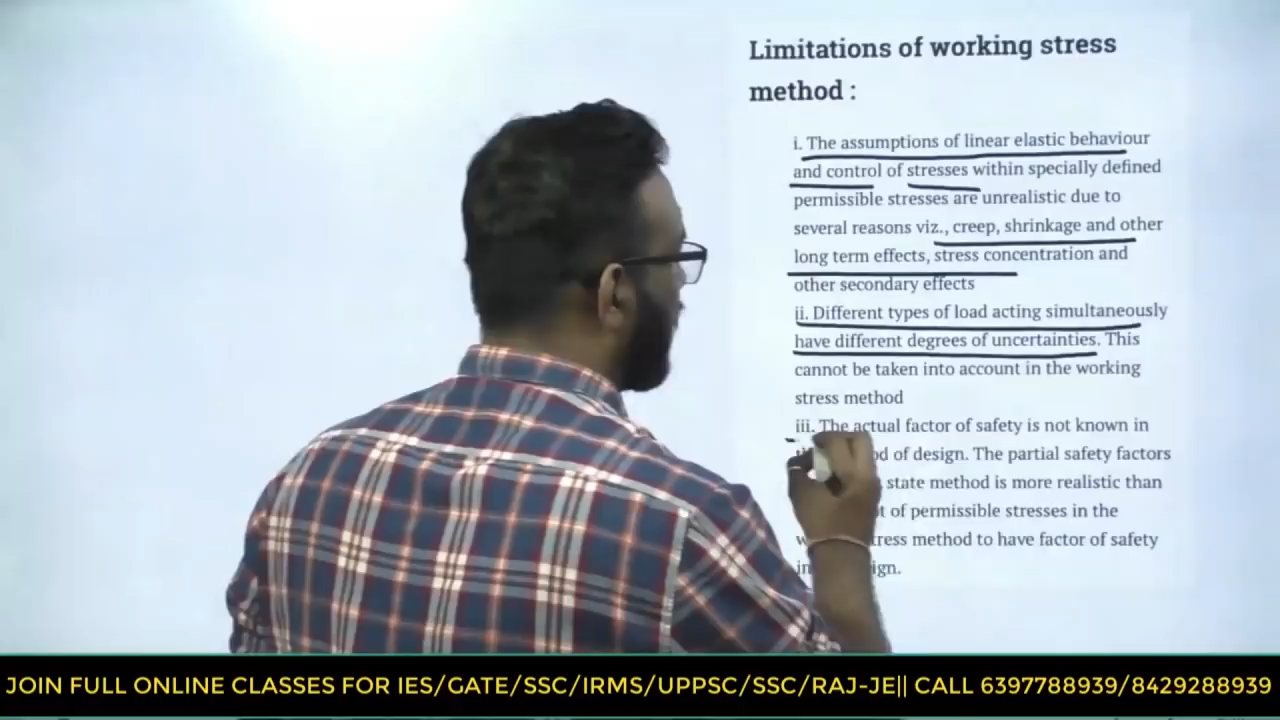 Limitations of working stress
method :
i. The assumptions of linear elastic behaviour
and control of stresses within specially defined
permissible stresses are unrealistic due to
several reasons viz., creep, shrinkage and other
long term effects, stress concentration and
other secondary effects
ii. Different types of load acting simultaneously
have different degrees of uncertainties. This
cannot be taken into account in the working
stress method
iii. The actual factor of safety is not known in
of design. The partial safety factors
state method is more realistic than
of permissible stresses in the
stress method to have factor of safety
JOIN FULL ONLINE CLASSES FOR IES/GATE/SSC/IRMS/UPPSC/SSC/RAJ-JE|| CALL 6397788939/8429288939